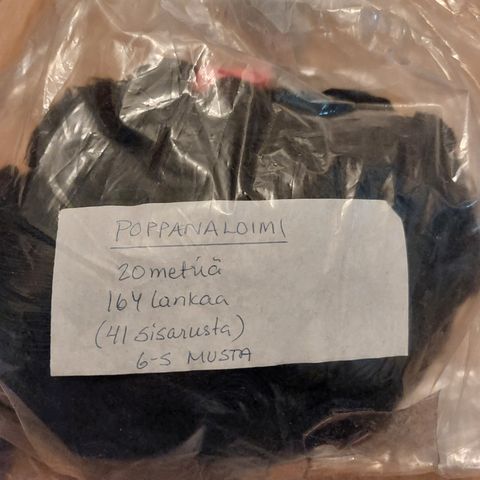 POPPANALOIMI
20 metriä
164 lankaa
(41 sisarusta)
6-S MUSTA